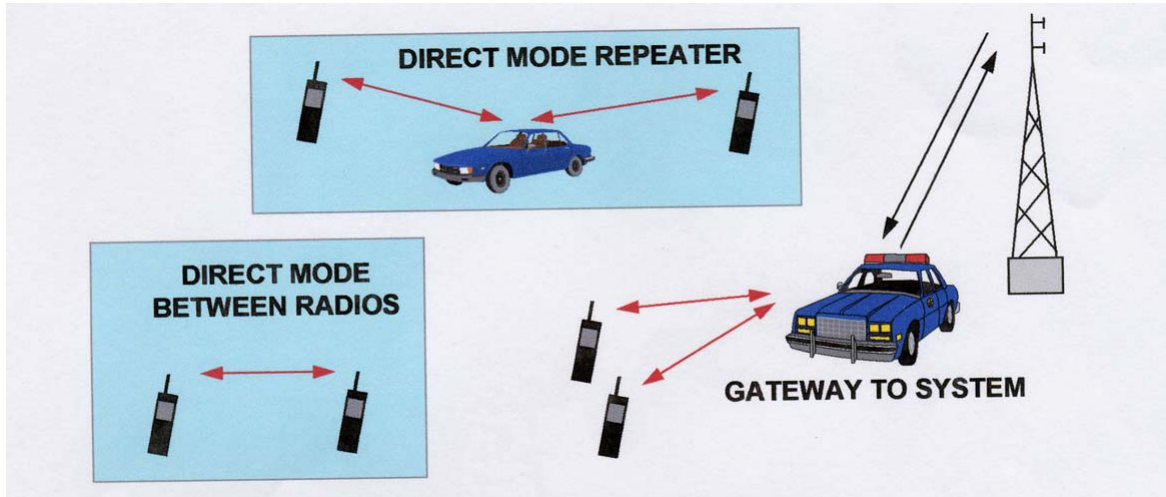 DIRECT MODE REPEATER
DIRECT MODE
BETWEEN RADIOS
GATEWAY TO SYSTEM